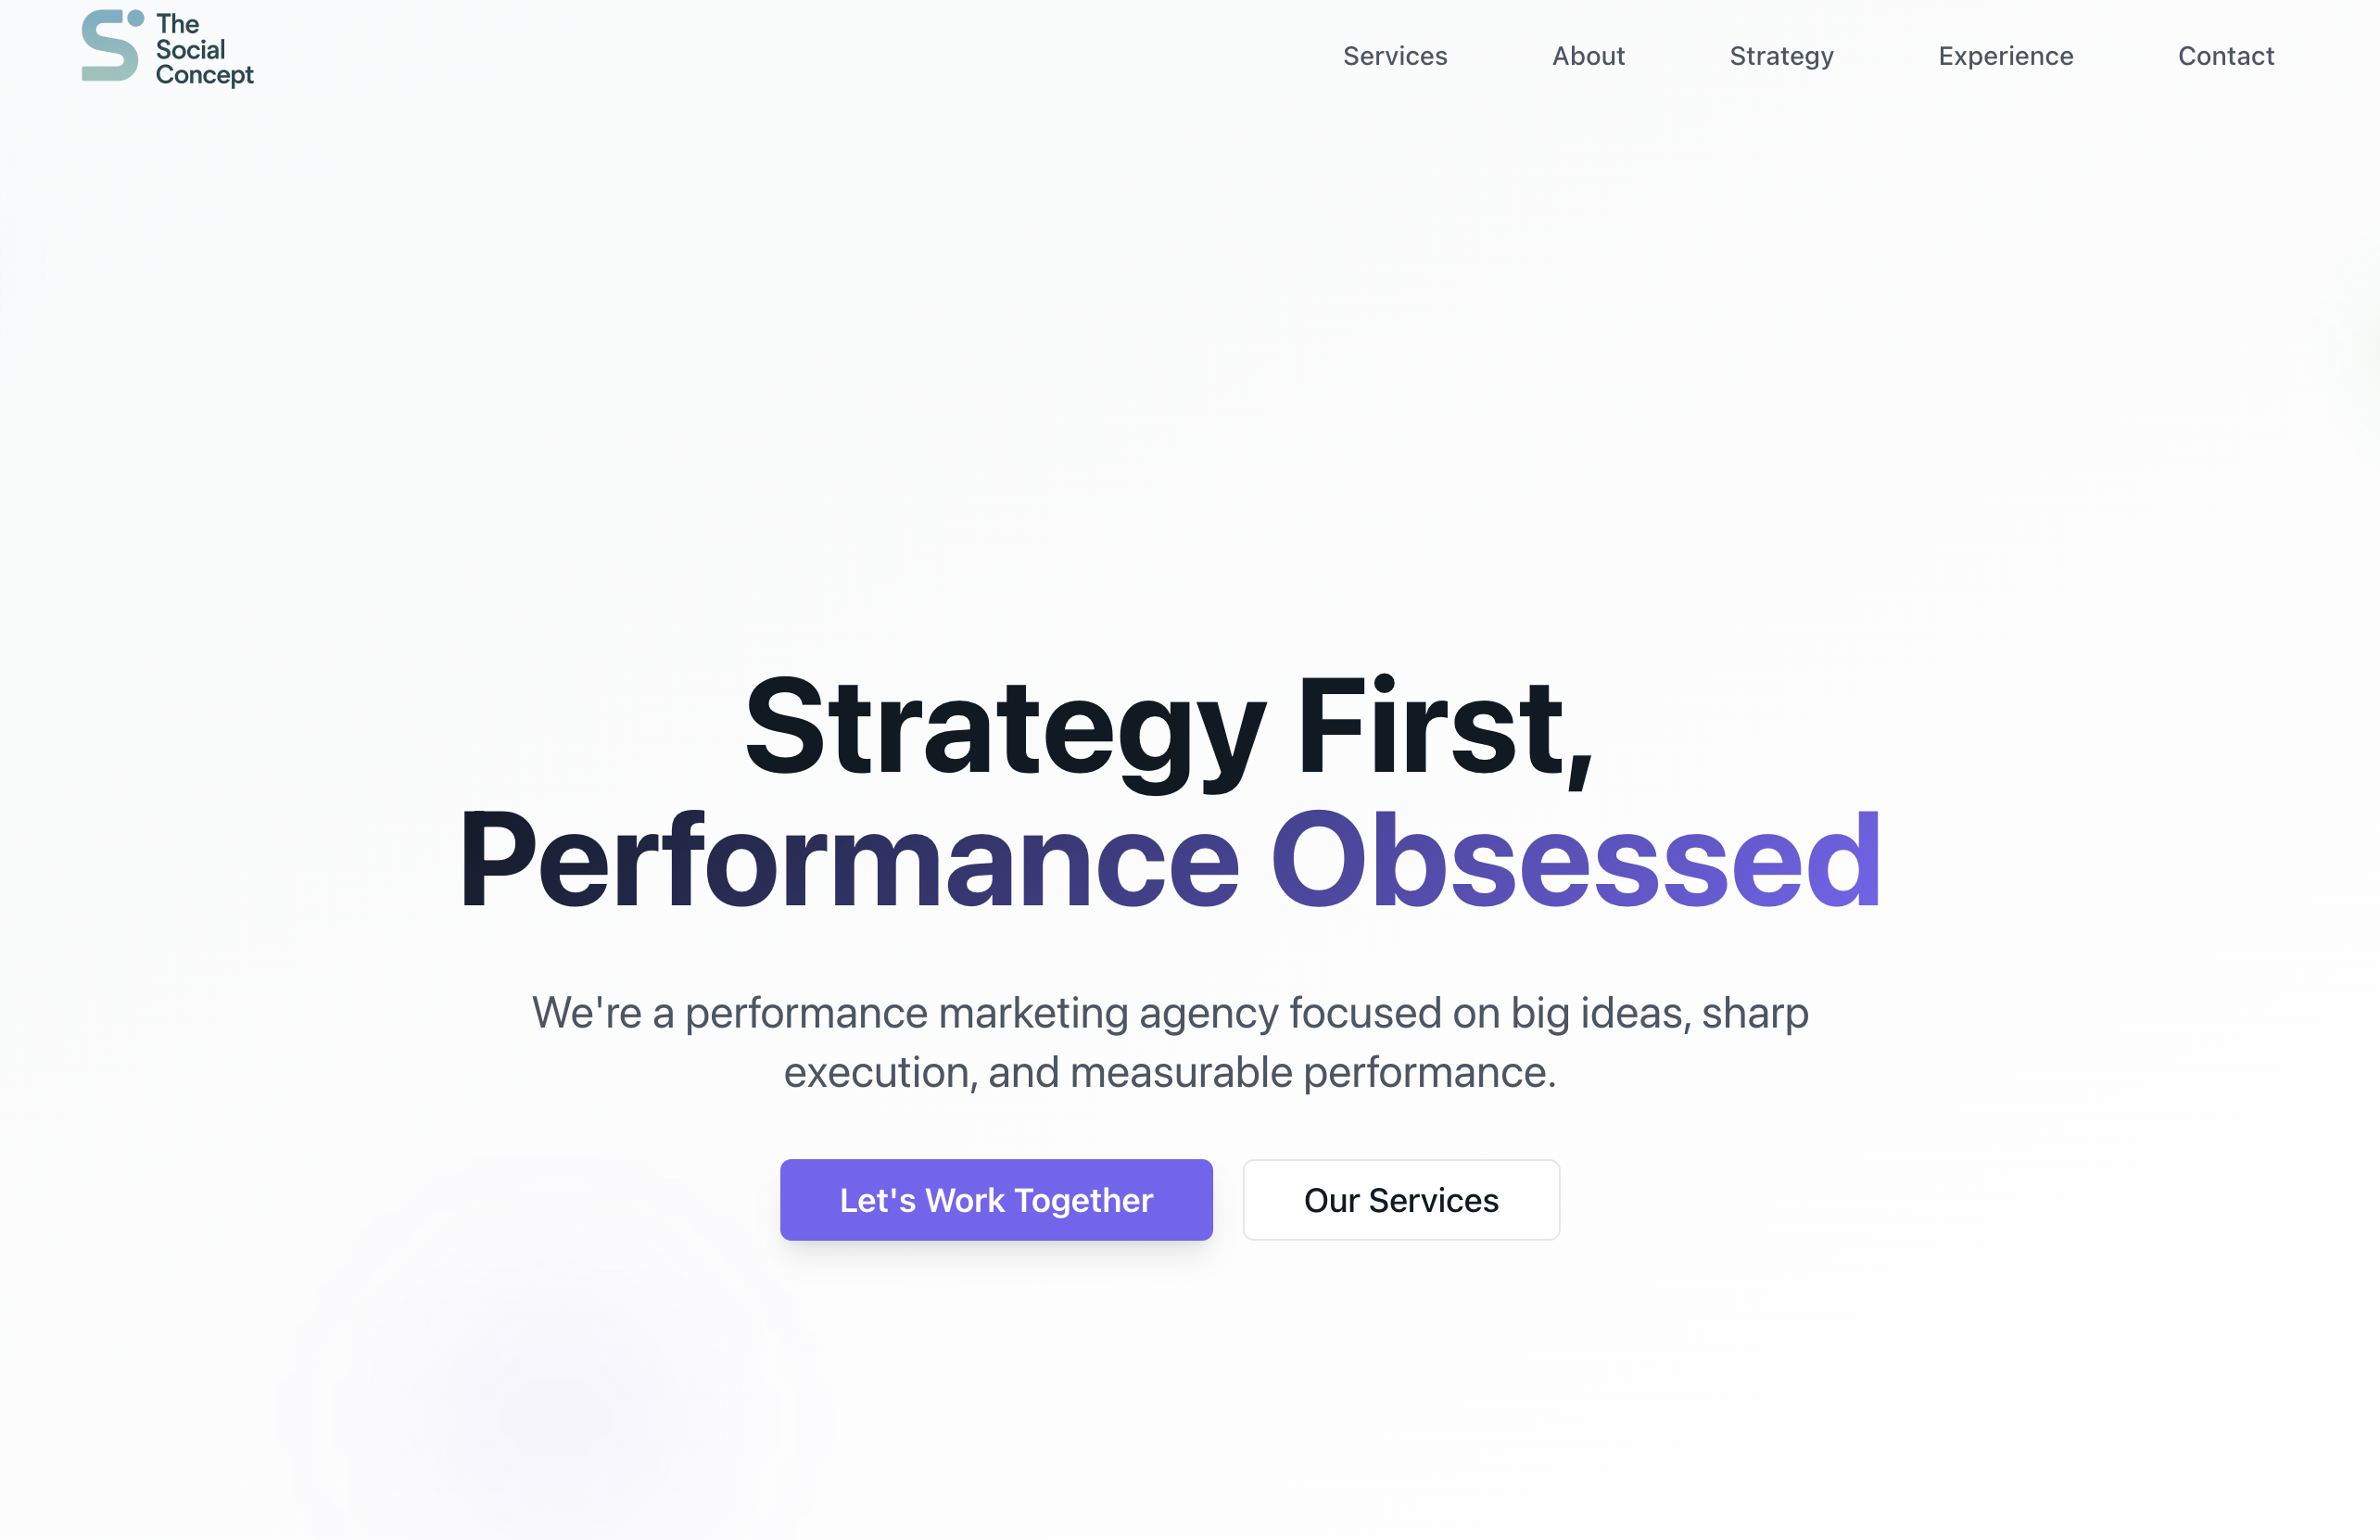 The
Social
Concept
Services
About
Strategy
Experience
Contact
Strategy First,
Performance Obsessed
We're a performance marketing agency focused on big ideas, sharp
execution, and measurable performance.
Let's Work Together
Our Services